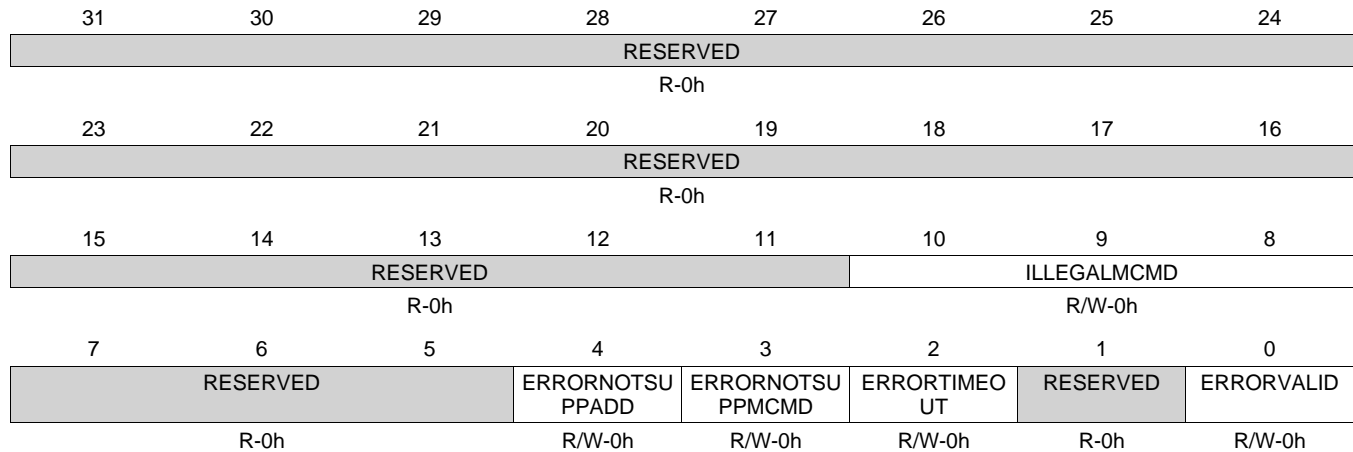 31 30 29 28 27 26 25 24
RESERVED
R-0h
23 22 21 20 19 18 17 16
RESERVED
R-0h
15 14 13 12 11 10 9 8
RESERVED ILLEGALMCMD
R-0h R/W-0h
7 6 5 4 3 2 1 0
RESERVED ERRORNOTSU ERRORNOTSU ERRORTIMEO RESERVED ERRORVALID
PPADD PPMCMD UT
R-0h R/W-0h R/W-0h R/W-0h R-0h R/W-0h